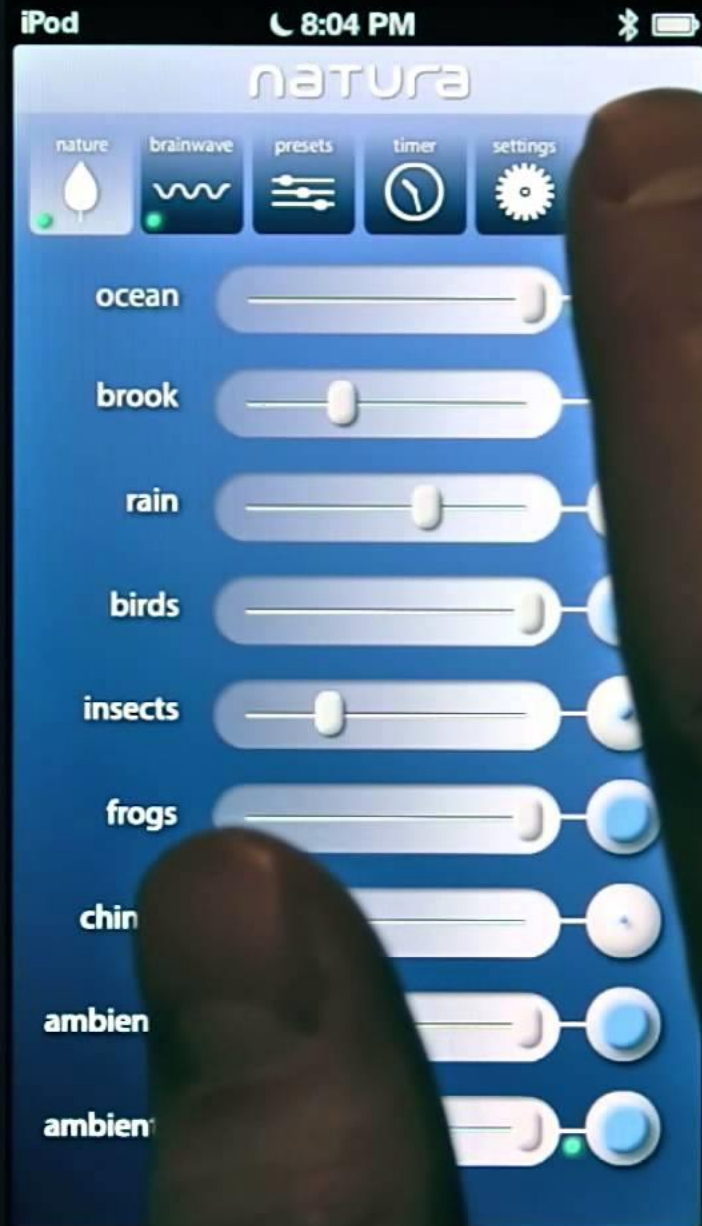 iPod 8:04 PM
natura
nature brainwave presets timer settings
ocean
brook
rain
birds
insects
frogs